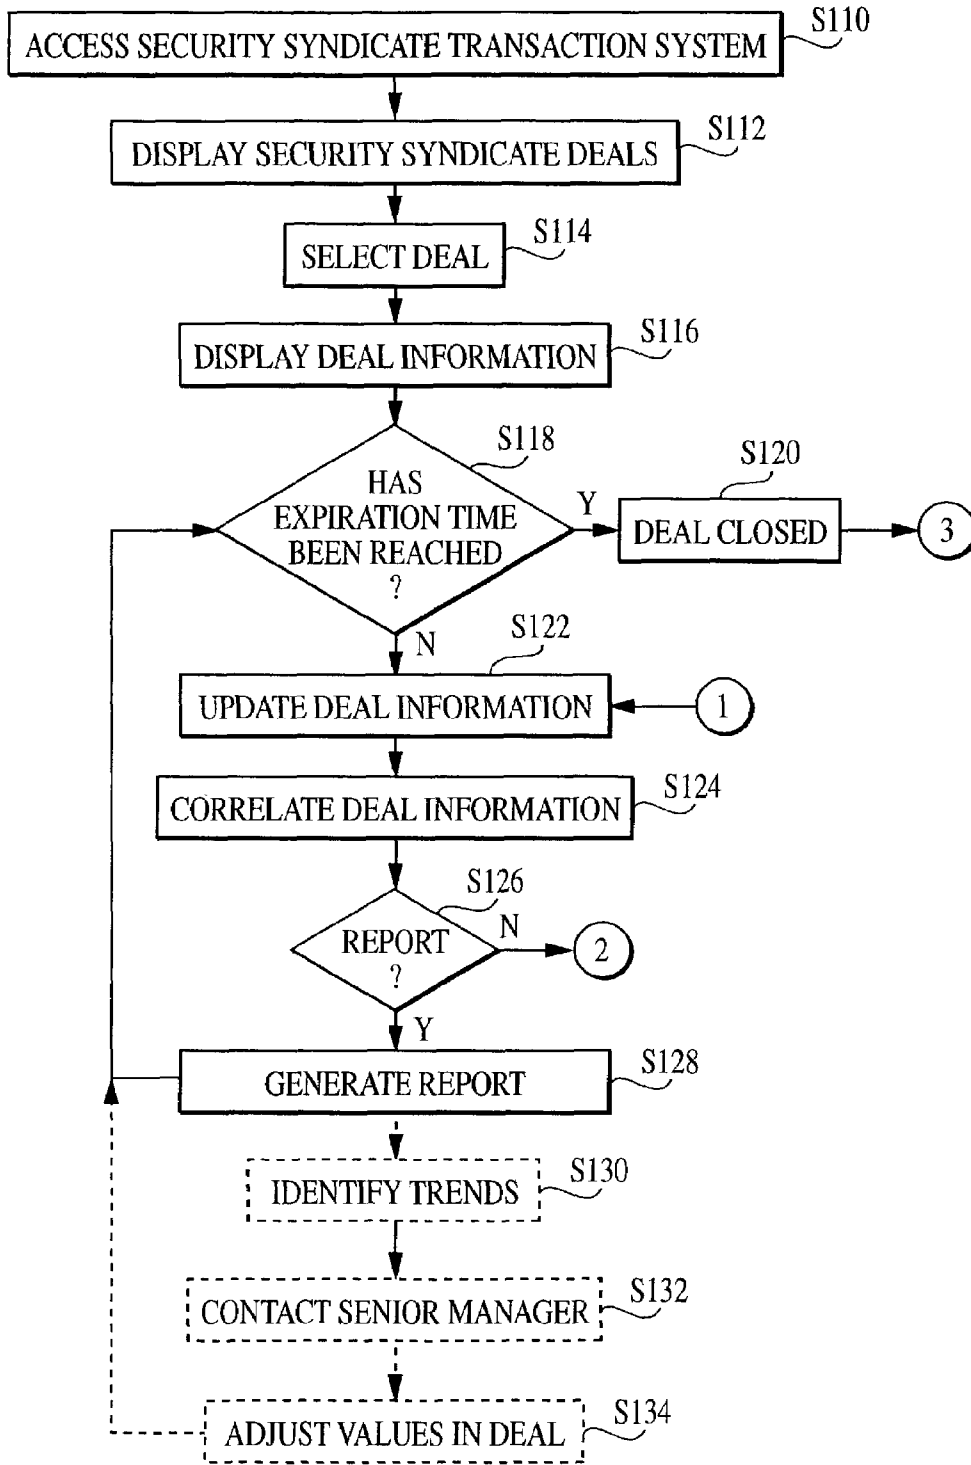 S110
ACCESS SECURITY SYNDICATE TRANSACTION SYSTEM
S112
DISPLAY SECURITY SYNDICATE DEALS
S114
SELECT DEAL
S116
DISPLAY DEAL INFORMATION
S118
HAS
EXPIRATION TIME
BEEN REACHED
?
Y
S120
DEAL CLOSED
3
N
S122
UPDATE DEAL INFORMATION
1
S124
CORRELATE DEAL INFORMATION
S126
REPORT
?
N
2
Y
S128
GENERATE REPORT
S130
IDENTIFY TRENDS
S132
CONTACT SENIOR MANAGER
S134
ADJUST VALUES IN DEAL